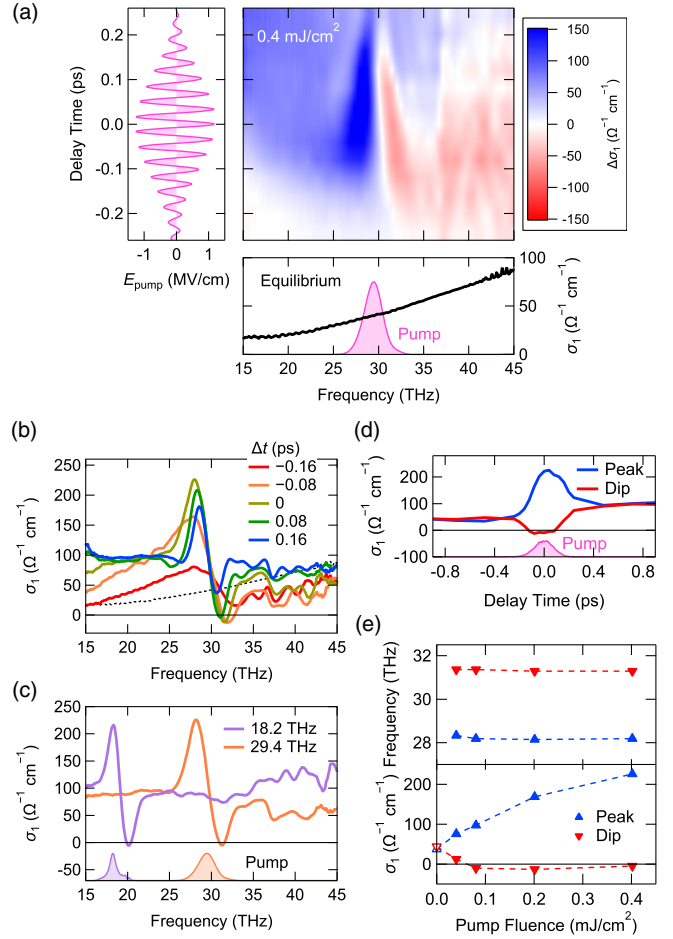 (a)
0.4 mJ/cm²
Delay Time (ps)
0.2
0.1
0.0
-0.1
-0.2
-1 0 1
E_pump (MV/cm)
150
100
50
0
-50
-100
-150
Δσ₁ (Ω⁻¹ cm⁻¹)
Equilibrium
Pump
100
50
0
σ₁ (Ω⁻¹ cm⁻¹)
15 20 25 30 35 40 45
Frequency (THz)
(b)
Δt (ps)
−0.16
−0.08
0
0.08
0.16
250
200
150
100
50
0
σ₁ (Ω⁻¹ cm⁻¹)
15 20 25 30 35 40 45
Frequency (THz)
(c)
18.2 THz
29.4 THz
250
200
150
100
50
0
-50
σ₁ (Ω⁻¹ cm⁻¹)
Pump
15 20 25 30 35 40 45
Frequency (THz)
(d)
Peak
Dip
200
100
0
-100
σ₁ (Ω⁻¹ cm⁻¹)
Pump
-0.8 -0.4 0.0 0.4 0.8
Delay Time (ps)
(e)
32
30
28
Frequency (THz)
200
100
0
σ₁ (Ω⁻¹ cm⁻¹)
Peak
Dip
0.0 0.1 0.2 0.3 0.4
Pump Fluence (mJ/cm²)